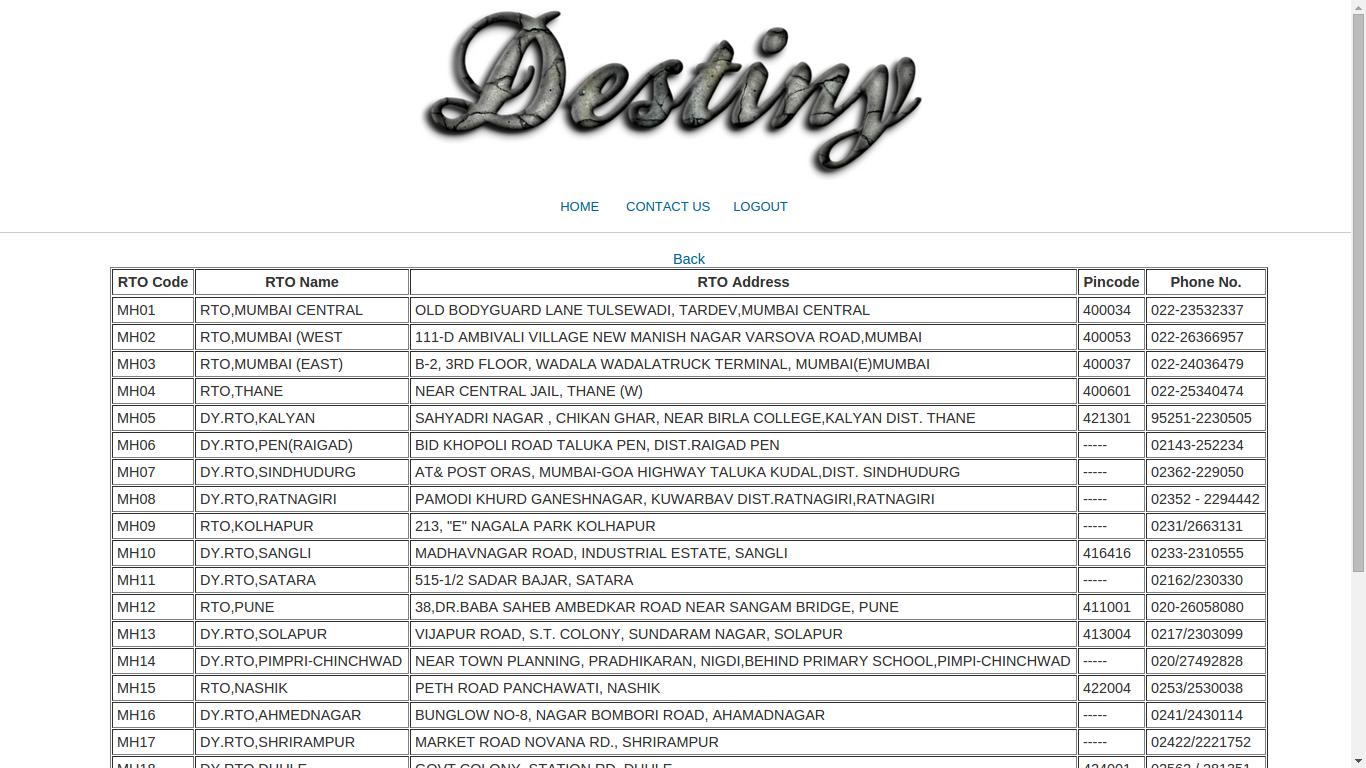 Destiny
HOME CONTACT US LOGOUT
Back
RTO Code RTO Name RTO Address Pincode Phone No.
MH01 RTO,MUMBAI CENTRAL OLD BODYGUARD LANE TULSEWADI, TARDEV,MUMBAI CENTRAL 400034 022-23532337
MH02 RTO,MUMBAI (WEST 111-D AMBIVALI VILLAGE NEW MANISH NAGAR VARSOVA ROAD,MUMBAI 400053 022-26366957
MH03 RTO,MUMBAI (EAST) B-2, 3RD FLOOR, WADALA WADALATRUCK TERMINAL, MUMBAI(E)MUMBAI 400037 022-24036479
MH04 RTO,THANE NEAR CENTRAL JAIL, THANE (W) 400601 022-25340474
MH05 DY.RTO,KALYAN SAHYADRI NAGAR , CHIKAN GHAR, NEAR BIRLA COLLEGE,KALYAN DIST. THANE 421301 95251-2230505
MH06 DY.RTO,PEN(RAIGAD) BID KHOPOLI ROAD TALUKA PEN, DIST.RAIGAD PEN ----- 02143-252234
MH07 DY.RTO,SINDHUDURG AT& POST ORAS, MUMBAI-GOA HIGHWAY TALUKA KUDAL,DIST. SINDHUDURG ----- 02362-229050
MH08 DY.RTO,RATNAGIRI PAMODI KHURD GANESHNAGAR, KUWARBAV DIST.RATNAGIRI,RATNAGIRI ----- 02352 - 2294442
MH09 RTO,KOLHAPUR 213, "E" NAGALA PARK KOLHAPUR ----- 0231/2663131
MH10 DY.RTO,SANGLI MADHAVNAGAR ROAD, INDUSTRIAL ESTATE, SANGLI 416416 0233-2310555
MH11 DY.RTO,SATARA 515-1/2 SADAR BAJAR, SATARA ----- 02162/230330
MH12 RTO,PUNE 38,DR.BABA SAHEB AMBEDKAR ROAD NEAR SANGAM BRIDGE, PUNE 411001 020-26058080
MH13 DY.RTO,SOLAPUR VIJAPUR ROAD, S.T. COLONY, SUNDARAM NAGAR, SOLAPUR 413004 0217/2303099
MH14 DY.RTO,PIMPRI-CHINCHWAD NEAR TOWN PLANNING, PRADHIKARAN, NIGDI,BEHIND PRIMARY SCHOOL,PIMPI-CHINCHWAD ----- 020/27492828
MH15 RTO,NASHIK PETH ROAD PANCHAWATI, NASHIK 422004 0253/2530038
MH16 DY.RTO,AHMEDNAGAR BUNGLOW NO-8, NAGAR BOMBORI ROAD, AHAMADNAGAR ----- 0241/2430114
MH17 DY.RTO,SHRIRAMPUR MARKET ROAD NOVANA RD., SHRIRAMPUR ----- 02422/2221752
MH18 DY.RTO,DHULE GOVT COLONY, STATION RD, DHULE 424001 02562 / 281351